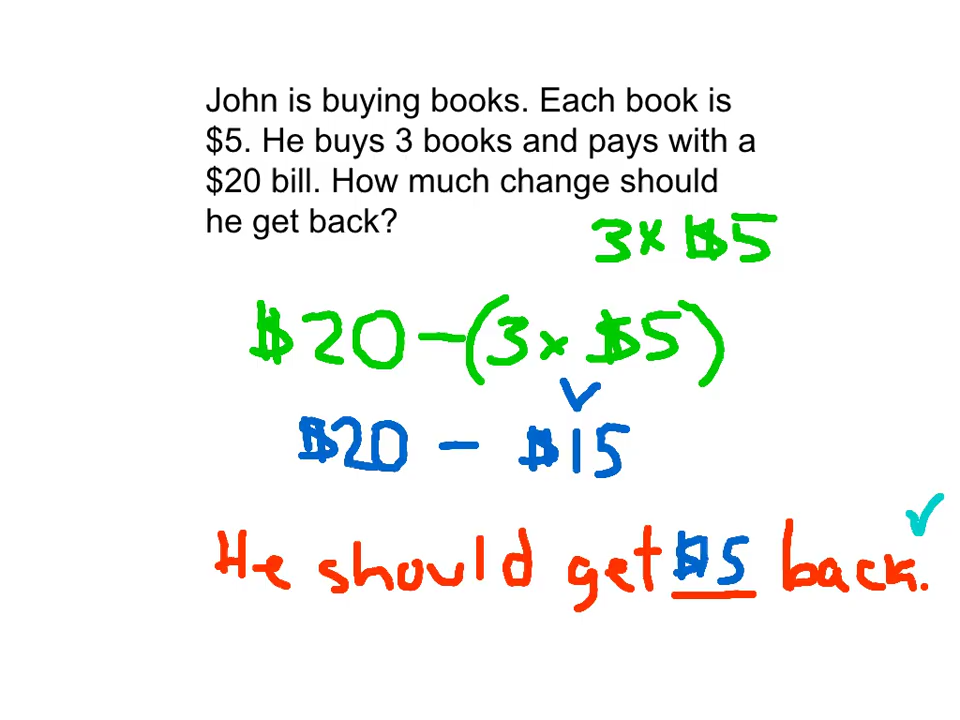 John is buying books. Each book is
$5. He buys 3 books and pays with a
$20 bill. How much change should
he get back?
3 x $5
$20 - (3 x $5)
$20 - $15
He should get $5 back.